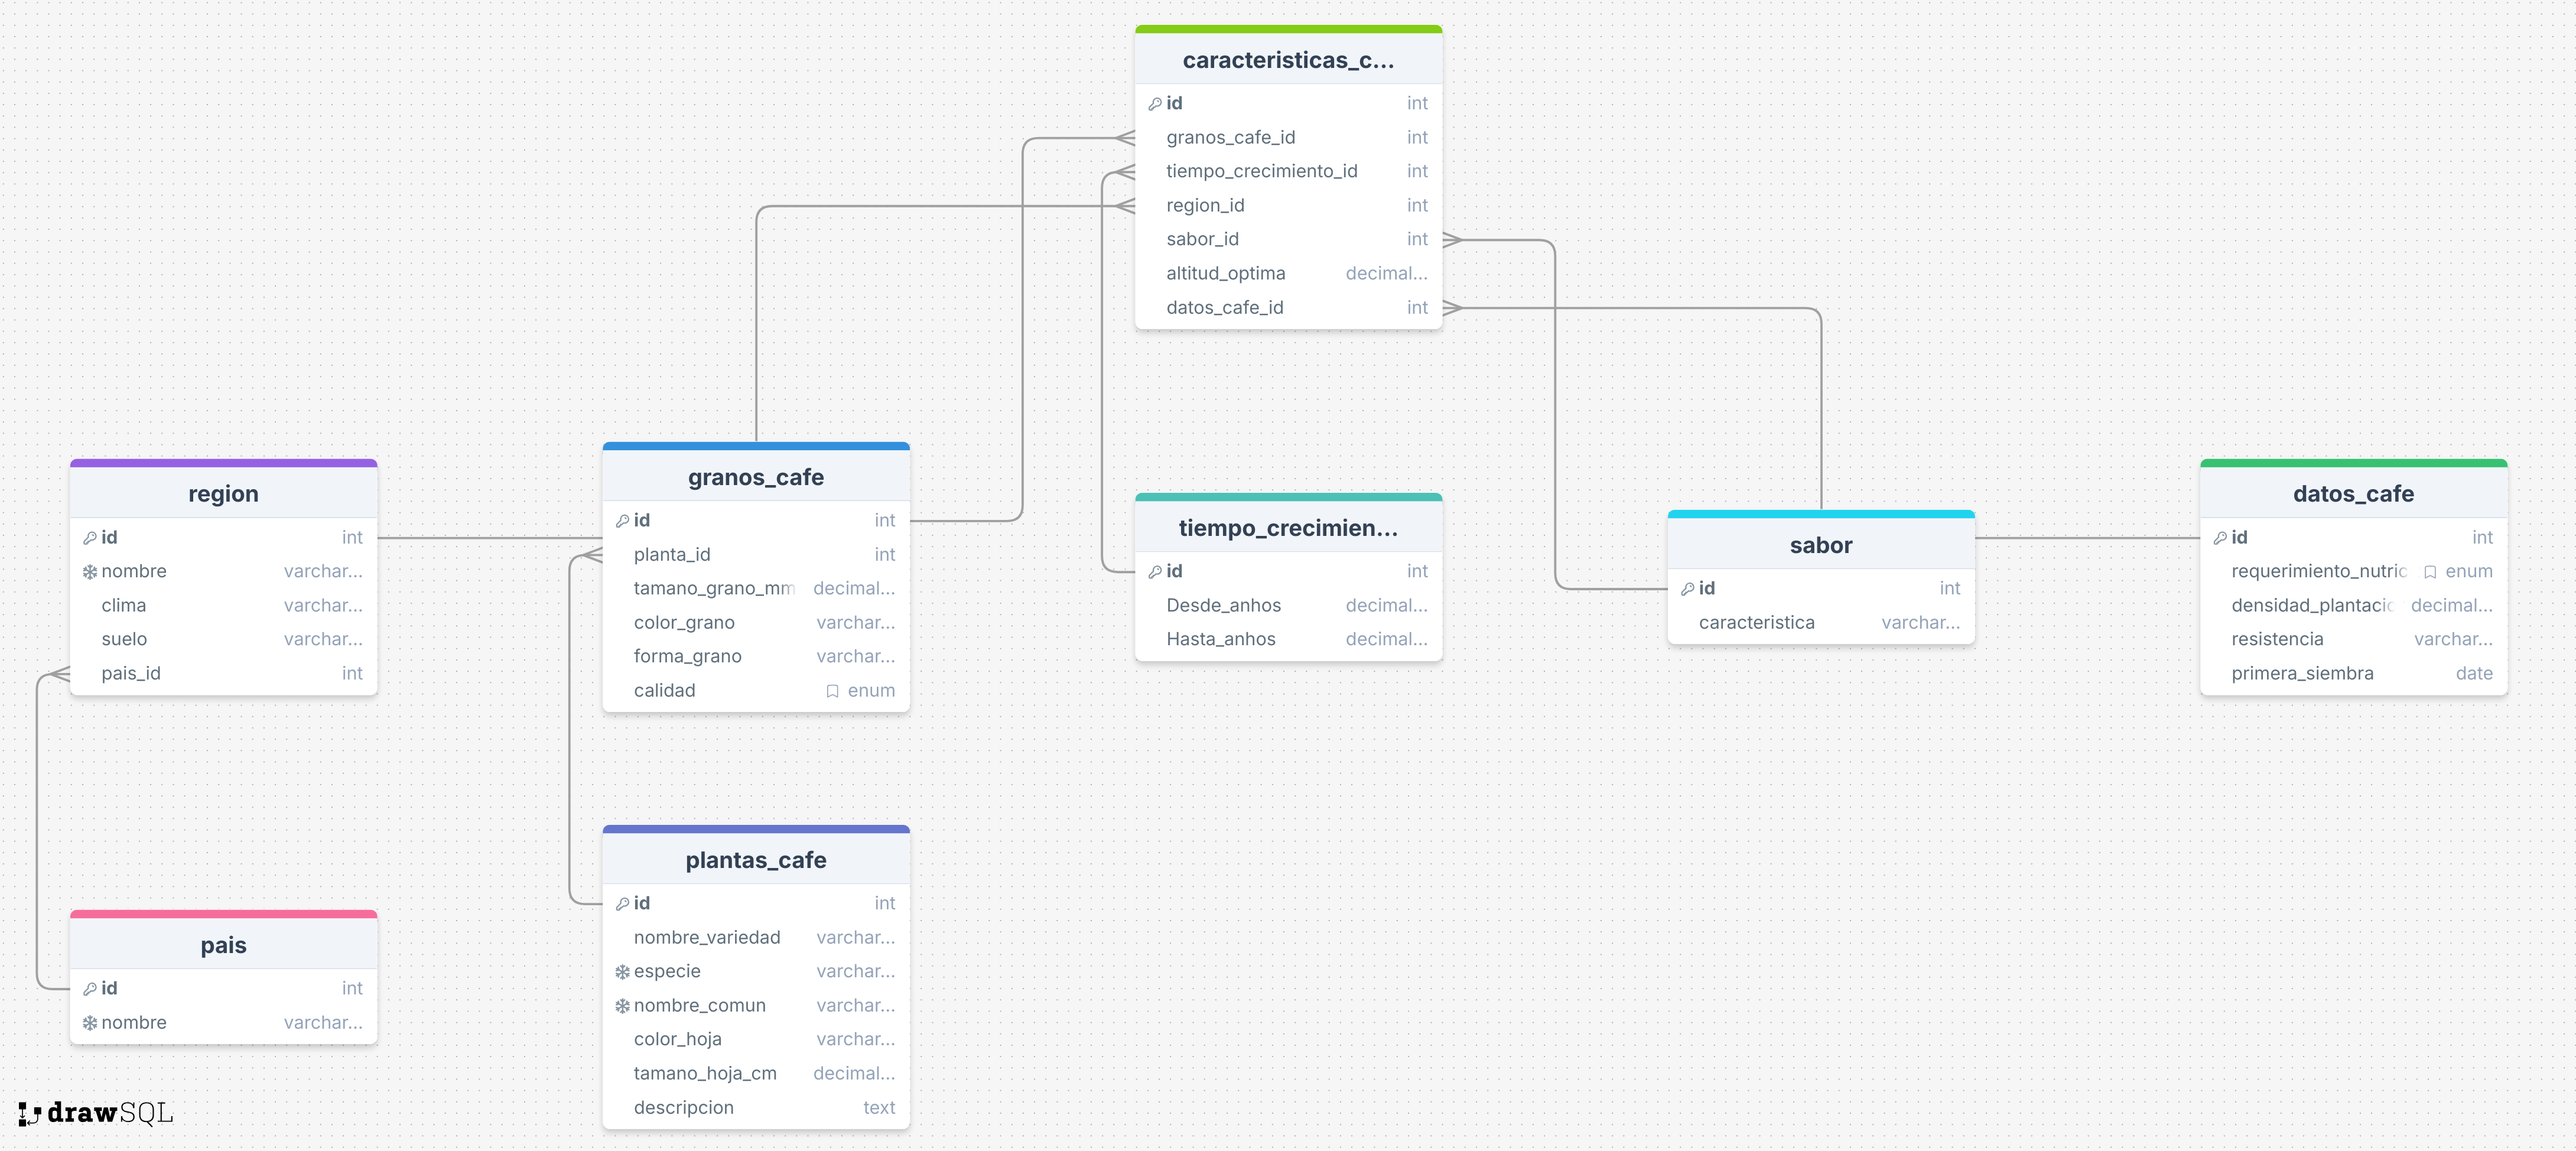 caracteristicas_c...
id int
granos_cafe_id int
tiempo_crecimiento_id int
region_id int
sabor_id int
altitud_optima decimal...
datos_cafe_id int
region
id int
nombre varchar...
clima varchar...
suelo varchar...
pais_id int
granos_cafe
id int
planta_id int
tamano_grano_mm decimal...
color_grano varchar...
forma_grano varchar...
calidad enum
tiempo_crecimien...
id int
Desde_anhos decimal...
Hasta_anhos decimal...
sabor
id int
caracteristica varchar...
datos_cafe
id int
requerimiento_nutric enum
densidad_plantacic decimal...
resistencia varchar...
primera_siembra date
pais
id int
nombre varchar...
plantas_cafe
id int
nombre_variedad varchar...
especie varchar...
nombre_comun varchar...
color_hoja varchar...
tamano_hoja_cm decimal...
descripcion text
drawSQL